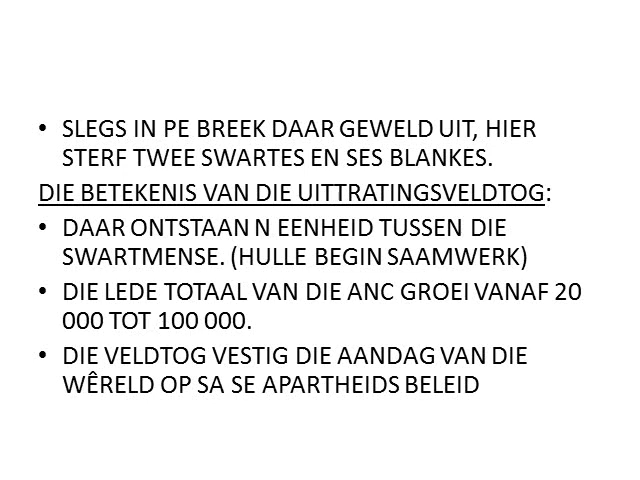 • SLEGS IN PE BREEK DAAR GEWELD UIT, HIER
STERF TWEE SWARTES EN SES BLANKES.
DIE BETEKENIS VAN DIE UITTRATINGSVELDTOG:
• DAAR ONTSTAAN N EENHEID TUSSEN DIE
SWARTMENSE. (HULLE BEGIN SAAMWERK)
• DIE LEDE TOTAAL VAN DIE ANC GROEI VANAF 20
000 TOT 100 000.
• DIE VELDTOG VESTIG DIE AANDAG VAN DIE
WÊRELD OP SA SE APARTHEIDS BELEID